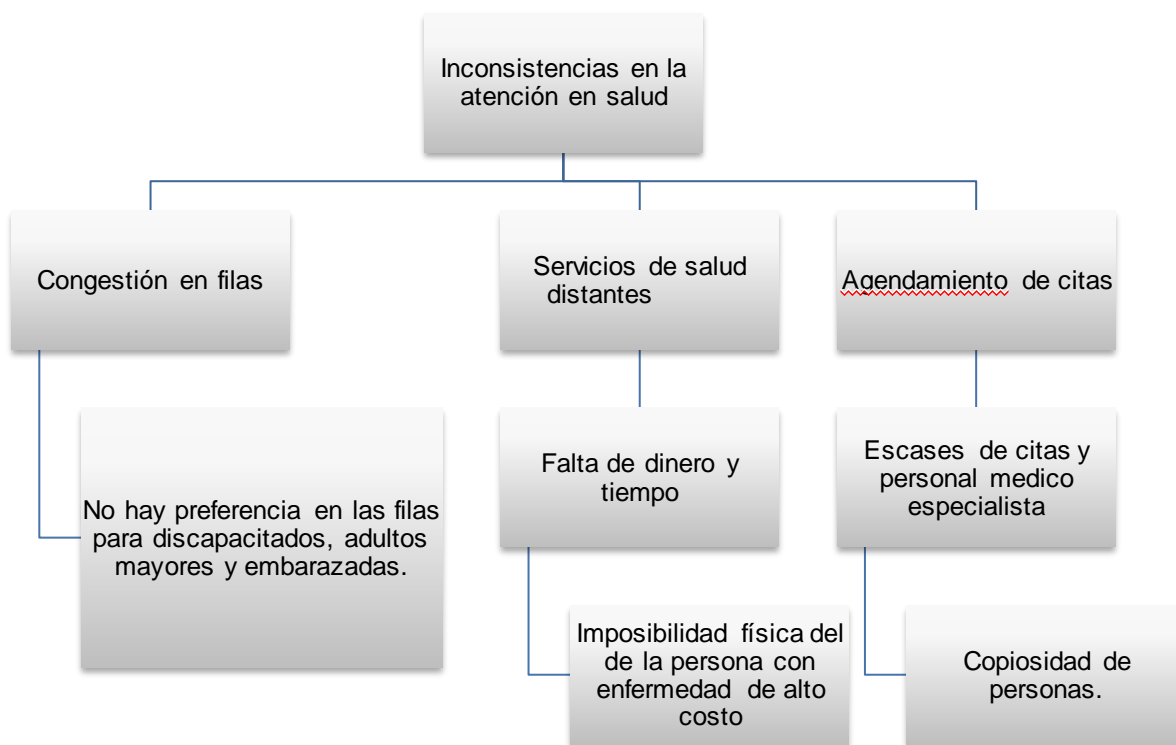 Inconsistencias en la
atención en salud
Congestión en filas
Servicios de salud
distantes
Agendamiento de citas
No hay preferencia en las filas
para discapacitados, adultos
mayores y embarazadas.
Falta de dinero y
tiempo
Escases de citas y
personal medico
especialista
Imposibilidad física del
de la persona con
enfermedad de alto
costo
Copiosidad de
personas.